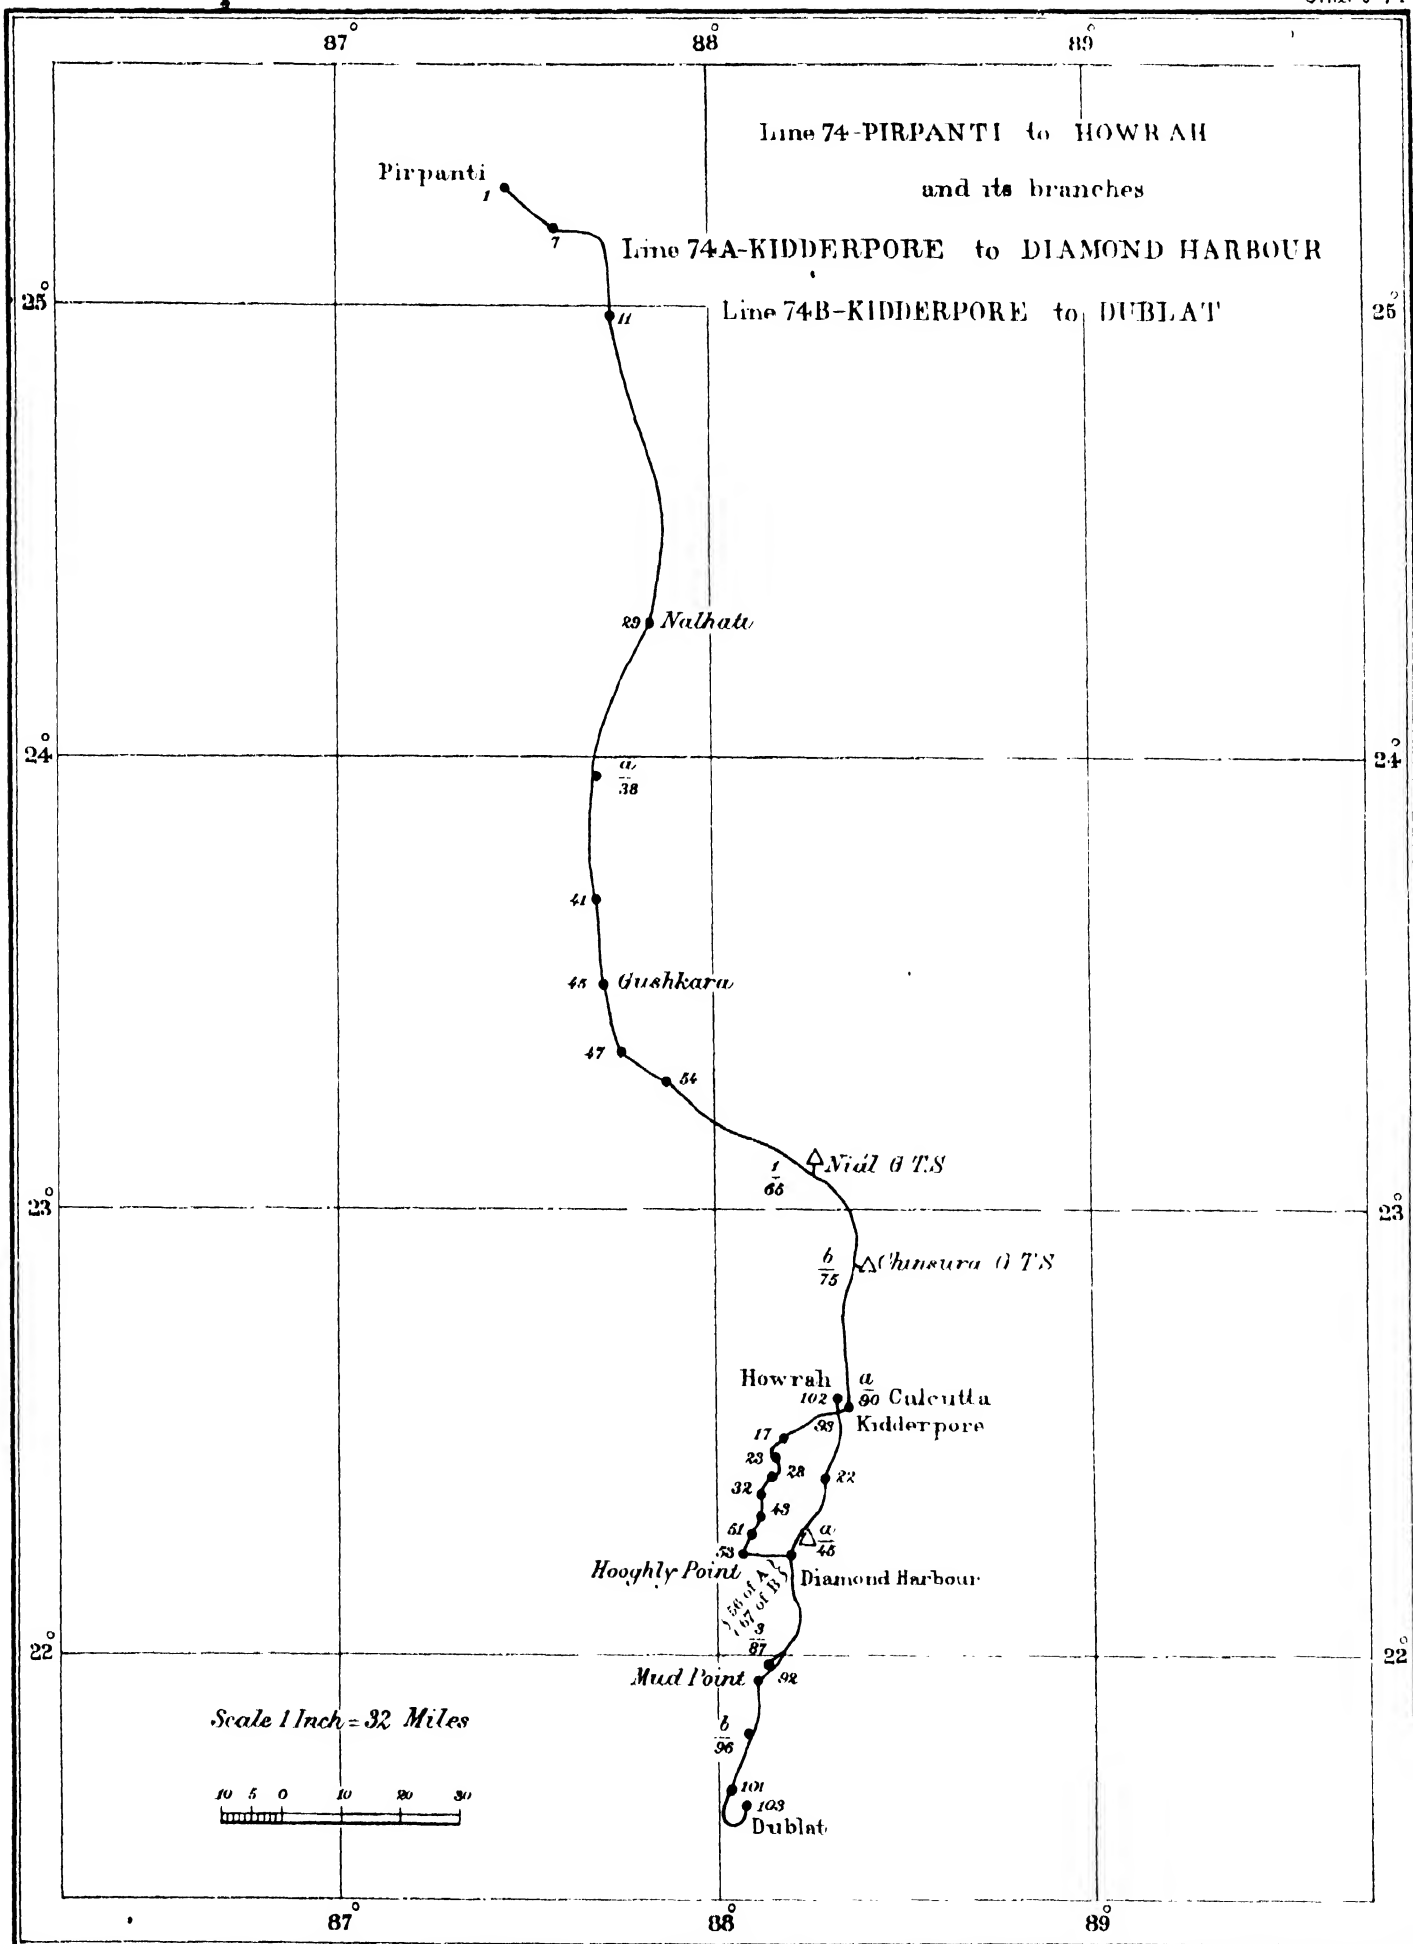 87° 88° 89°
Line 74-PIRPANTI to HOWRAH
and its branches
Line 74A-KIDDERPORE to DIAMOND HARBOUR
Line 74B-KIDDERPORE to DUBLAT
Pirpanti
1
7
25° 25°
11
29 Nalhati
24° 24°
a/38
41
45 Gushkara
47
54
1/65 Niál G.T.S
23° 23°
b/75 Chinsura G T S
Howrah
102
a/90 Calcutta
93 Kidderpore
17
23
28
22
32
43
51
a/45
53
Hooghly Point
Diamond Harbour
{56 of A}
{67 of B}
3/87
22° 22°
Mud Point 92
Scale 1 Inch = 32 Miles
b/96
10 5 0 10 20 30
101
103
Dublat
87° 88° 89°